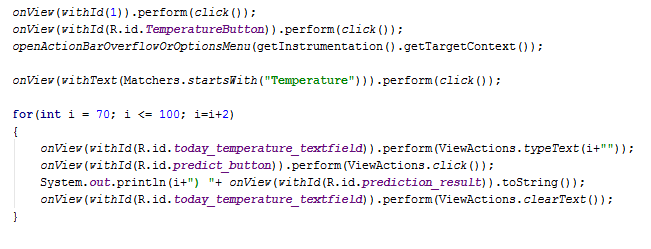 onView(withId(1)).perform(click());
onView(withId(R.id.TemperatureButton)).perform(click());
openActionBarOverflowOrOptionsMenu(getInstrumentation().getTargetContext());
onView(withText(Matchers.startsWith("Temperature"))).perform(click());
for(int i = 70; i <= 100; i=i+2)
{
onView(withId(R.id.today_temperature_textfield)).perform(ViewActions.typeText(i+""));
onView(withId(R.id.predict_button)).perform(ViewActions.click());
System.out.println(i+") "+ onView(withId(R.id.prediction_result)).toString());
onView(withId(R.id.today_temperature_textfield)).perform(ViewActions.clearText());
}